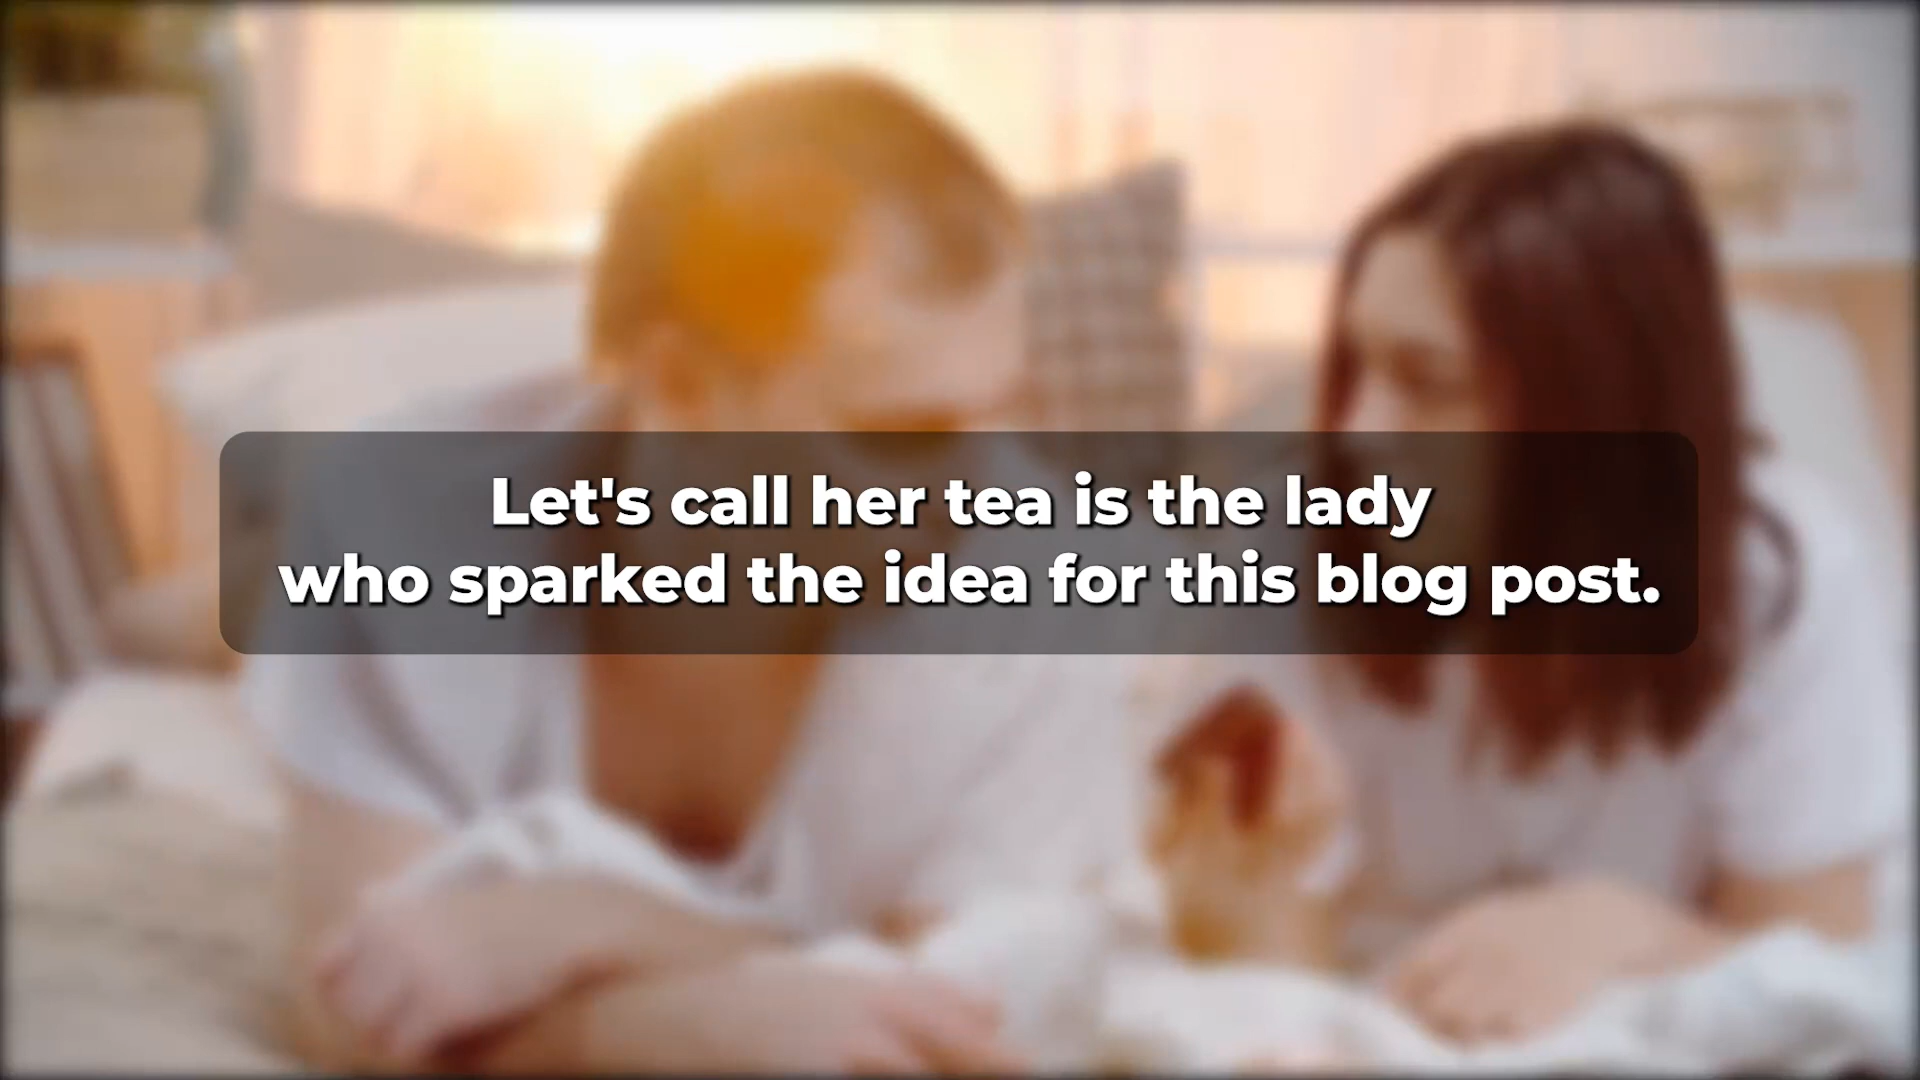 Let's call her tea is the lady
who sparked the idea for this blog post.